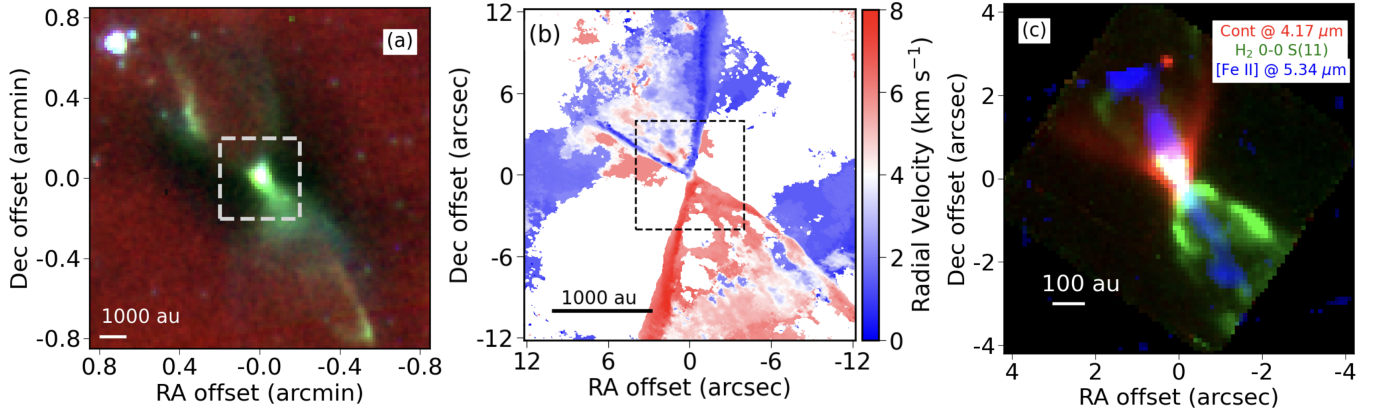 (a)
0.8
0.4
0.0
-0.4
-0.8
Dec offset (arcmin)
1000 au
0.8 0.4 -0.0 -0.4 -0.8
RA offset (arcmin)
(b)
12
6
0
-6
-12
Dec offset (arcsec)
1000 au
12 6 0 -6 -12
RA offset (arcsec)
8
6
4
2
0
Radial Velocity (km s⁻¹)
(c)
Cont @ 4.17 μm
H₂ 0-0 S(11)
[Fe II] @ 5.34 μm
4
2
0
-2
-4
Dec offset (arcsec)
100 au
4 2 0 -2 -4
RA offset (arcsec)